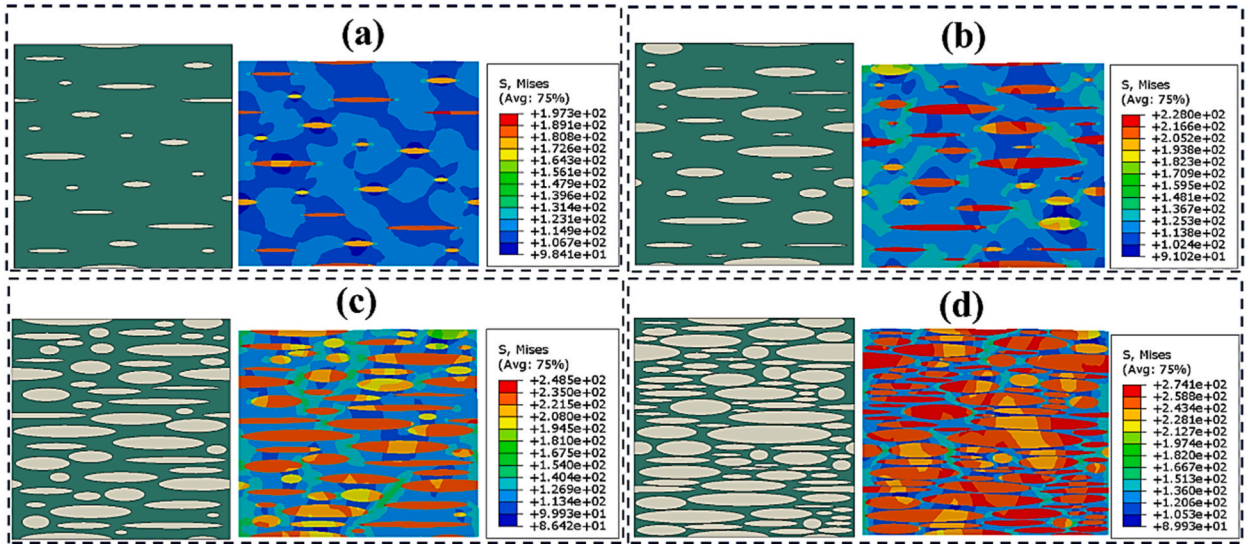 (a)
S, Mises
(Avg: 75%)
+1.973e+02
+1.891e+02
+1.808e+02
+1.726e+02
+1.643e+02
+1.561e+02
+1.479e+02
+1.396e+02
+1.314e+02
+1.231e+02
+1.149e+02
+1.067e+02
+9.841e+01
(b)
S, Mises
(Avg: 75%)
+2.280e+02
+2.166e+02
+2.052e+02
+1.938e+02
+1.823e+02
+1.709e+02
+1.595e+02
+1.481e+02
+1.367e+02
+1.253e+02
+1.138e+02
+1.024e+02
+9.102e+01
(c)
S, Mises
(Avg: 75%)
+2.485e+02
+2.350e+02
+2.215e+02
+2.080e+02
+1.945e+02
+1.810e+02
+1.675e+02
+1.540e+02
+1.404e+02
+1.269e+02
+1.134e+02
+9.993e+01
+8.642e+01
(d)
S, Mises
(Avg: 75%)
+2.741e+02
+2.588e+02
+2.434e+02
+2.281e+02
+2.127e+02
+1.974e+02
+1.820e+02
+1.667e+02
+1.513e+02
+1.360e+02
+1.206e+02
+1.053e+02
+8.993e+01